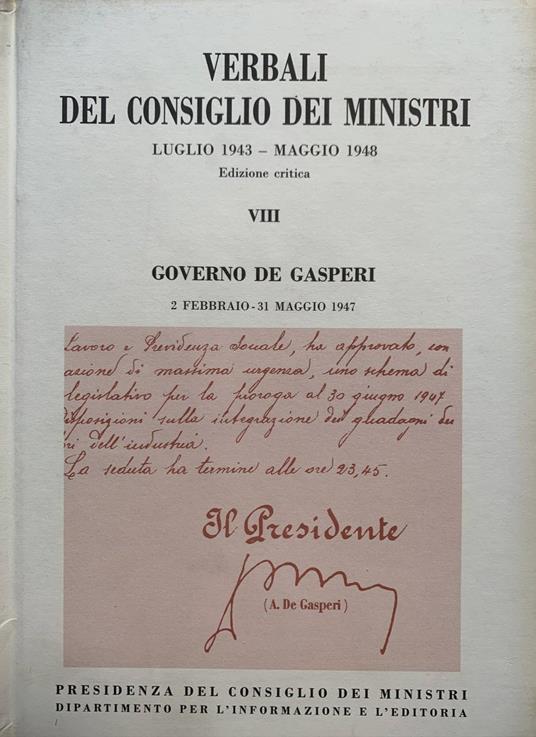 VERBALI
DEL CONSIGLIO DEI MINISTRI
LUGLIO 1943 – MAGGIO 1948
Edizione critica
VIII
GOVERNO DE GASPERI
2 FEBBRAIO-31 MAGGIO 1947
Lavoro e Previdenza Sociale, ha approvato, con
azione di massima urgenza, uno schema di
legislativo per la proroga al 30 giugno 1947
disposizioni sulla integrazione dei guadagni dei
ri dell'industria.
La seduta ha termine alle ore 23,45.
Il Presidente
(A. De Gasperi)
PRESIDENZA DEL CONSIGLIO DEI MINISTRI
DIPARTIMENTO PER L'INFORMAZIONE E L'EDITORIA